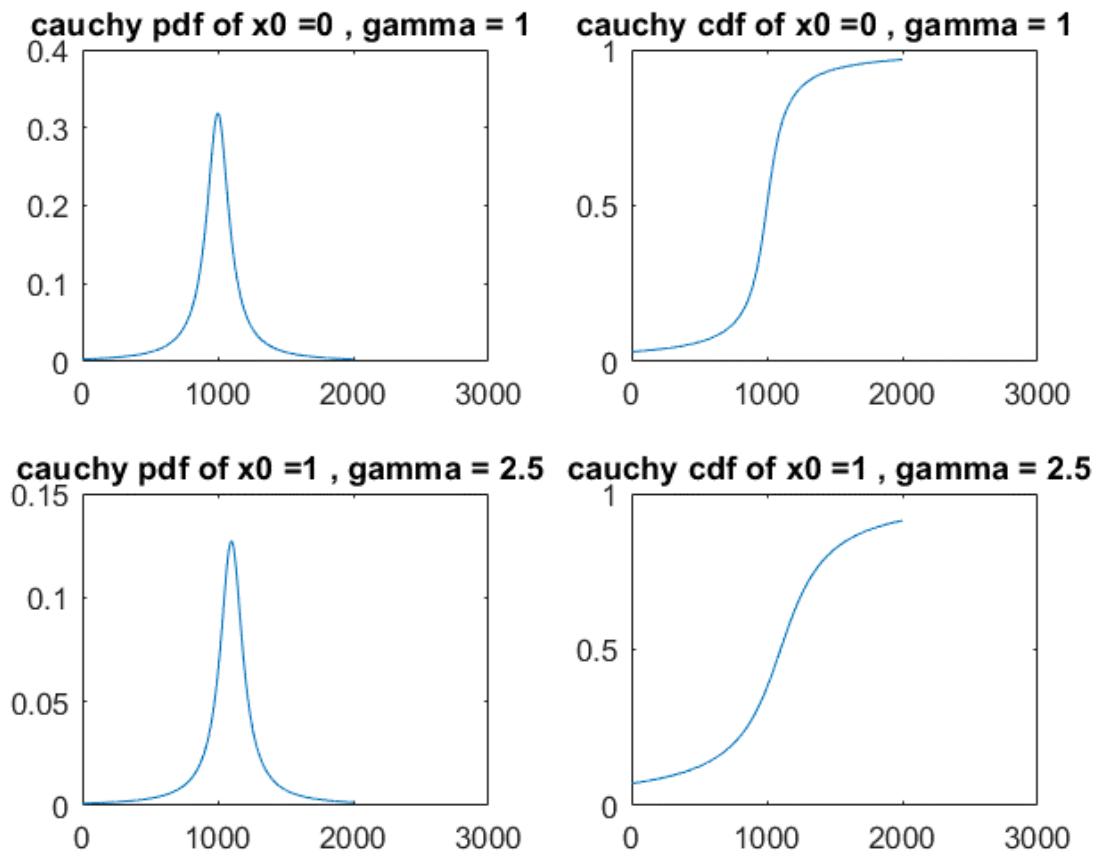 cauchy pdf of x0 =0 , gamma = 1
0.4
0.3
0.2
0.1
0
0 1000 2000 3000
cauchy cdf of x0 =0 , gamma = 1
1
0.5
0
0 1000 2000 3000
cauchy pdf of x0 =1 , gamma = 2.5
0.15
0.1
0.05
0
0 1000 2000 3000
cauchy cdf of x0 =1 , gamma = 2.5
1
0.5
0
0 1000 2000 3000